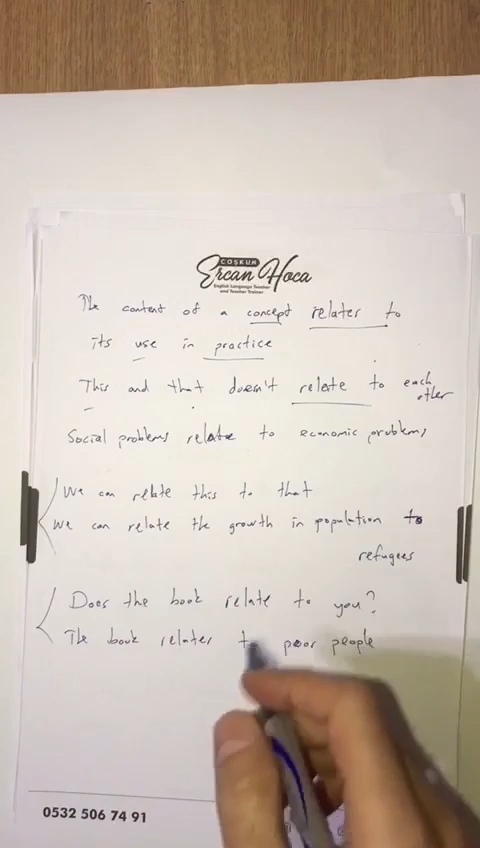 COŞKUN
Ercan Hoca
English Language Teacher
and Teacher Trainer
The content of a concept relates to
its use in practice
This and that doesn't relate to each
other
Social problems relate to economic problems
We can relate this to that
We can relate the growth in population to
refugees
Does the book relate to you?
The book relates to poor people
0532 506 74 91